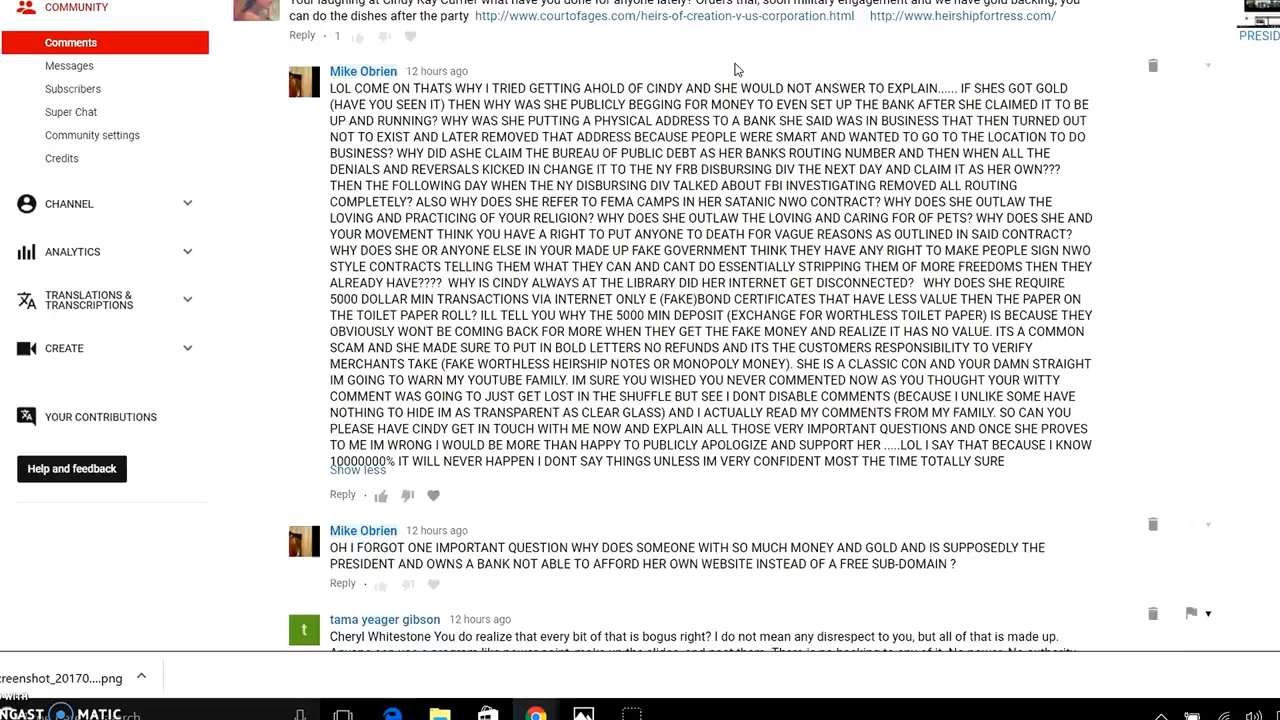 COMMUNITY
Comments
Messages
Subscribers
Super Chat
Community settings
Credits
CHANNEL
ANALYTICS
TRANSLATIONS &
TRANSCRIPTIONS
CREATE
YOUR CONTRIBUTIONS
Help and feedback
can do the dishes after the party http://www.courtofages.com/heirs-of-creation-v-us-corporation.html http://www.heirshipfortress.com/
Reply · 1
PRESID
Mike Obrien 12 hours ago
LOL COME ON THATS WHY I TRIED GETTING AHOLD OF CINDY AND SHE WOULD NOT ANSWER TO EXPLAIN...... IF SHES GOT GOLD
(HAVE YOU SEEN IT) THEN WHY WAS SHE PUBLICLY BEGGING FOR MONEY TO EVEN SET UP THE BANK AFTER SHE CLAIMED IT TO BE
UP AND RUNNING? WHY WAS SHE PUTTING A PHYSICAL ADDRESS TO A BANK SHE SAID WAS IN BUSINESS THAT THEN TURNED OUT
NOT TO EXIST AND LATER REMOVED THAT ADDRESS BECAUSE PEOPLE WERE SMART AND WANTED TO GO TO THE LOCATION TO DO
BUSINESS? WHY DID ASHE CLAIM THE BUREAU OF PUBLIC DEBT AS HER BANKS ROUTING NUMBER AND THEN WHEN ALL THE
DENIALS AND REVERSALS KICKED IN CHANGE IT TO THE NY FRB DISBURSING DIV THE NEXT DAY AND CLAIM IT AS HER OWN???
THEN THE FOLLOWING DAY WHEN THE NY DISBURSING DIV TALKED ABOUT FBI INVESTIGATING REMOVED ALL ROUTING
COMPLETELY? ALSO WHY DOES SHE REFER TO FEMA CAMPS IN HER SATANIC NWO CONTRACT? WHY DOES SHE OUTLAW THE
LOVING AND PRACTICING OF YOUR RELIGION? WHY DOES SHE OUTLAW THE LOVING AND CARING FOR OF PETS? WHY DOES SHE AND
YOUR MOVEMENT THINK YOU HAVE A RIGHT TO PUT ANYONE TO DEATH FOR VAGUE REASONS AS OUTLINED IN SAID CONTRACT?
WHY DOES SHE OR ANYONE ELSE IN YOUR MADE UP FAKE GOVERNMENT THINK THEY HAVE ANY RIGHT TO MAKE PEOPLE SIGN NWO
STYLE CONTRACTS TELLING THEM WHAT THEY CAN AND CANT DO ESSENTIALLY STRIPPING THEM OF MORE FREEDOMS THEN THEY
ALREADY HAVE???? WHY IS CINDY ALWAYS AT THE LIBRARY DID HER INTERNET GET DISCONNECTED? WHY DOES SHE REQUIRE
5000 DOLLAR MIN TRANSACTIONS VIA INTERNET ONLY E (FAKE)BOND CERTIFICATES THAT HAVE LESS VALUE THEN THE PAPER ON
THE TOILET PAPER ROLL? ILL TELL YOU WHY THE 5000 MIN DEPOSIT (EXCHANGE FOR WORTHLESS TOILET PAPER) IS BECAUSE THEY
OBVIOUSLY WONT BE COMING BACK FOR MORE WHEN THEY GET THE FAKE MONEY AND REALIZE IT HAS NO VALUE. ITS A COMMON
SCAM AND SHE MADE SURE TO PUT IN BOLD LETTERS NO REFUNDS AND ITS THE CUSTOMERS RESPONSIBILITY TO VERIFY
MERCHANTS TAKE (FAKE WORTHLESS HEIRSHIP NOTES OR MONOPOLY MONEY). SHE IS A CLASSIC CON AND YOUR DAMN STRAIGHT
IM GOING TO WARN MY YOUTUBE FAMILY. IM SURE YOU WISHED YOU NEVER COMMENTED NOW AS YOU THOUGHT YOUR WITTY
COMMENT WAS GOING TO JUST GET LOST IN THE SHUFFLE BUT SEE I DONT DISABLE COMMENTS (BECAUSE I UNLIKE SOME HAVE
NOTHING TO HIDE IM AS TRANSPARENT AS CLEAR GLASS) AND I ACTUALLY READ MY COMMENTS FROM MY FAMILY. SO CAN YOU
PLEASE HAVE CINDY GET IN TOUCH WITH ME NOW AND EXPLAIN ALL THOSE VERY IMPORTANT QUESTIONS AND ONCE SHE PROVES
TO ME IM WRONG I WOULD BE MORE THAN HAPPY TO PUBLICLY APOLOGIZE AND SUPPORT HER .....LOL I SAY THAT BECAUSE I KNOW
10000000% IT WILL NEVER HAPPEN I DONT SAY THINGS UNLESS IM VERY CONFIDENT MOST THE TIME TOTALLY SURE
Show less
Reply ·
Mike Obrien 12 hours ago
OH I FORGOT ONE IMPORTANT QUESTION WHY DOES SOMEONE WITH SO MUCH MONEY AND GOLD AND IS SUPPOSEDLY THE
PRESIDENT AND OWNS A BANK NOT ABLE TO AFFORD HER OWN WEBSITE INSTEAD OF A FREE SUB-DOMAIN ?
Reply ·
t
tama yeager gibson 12 hours ago
Cheryl Whitestone You do realize that every bit of that is bogus right? I do not mean any disrespect to you, but all of that is made up.
creenshot_20170....png
NGAST MATIC